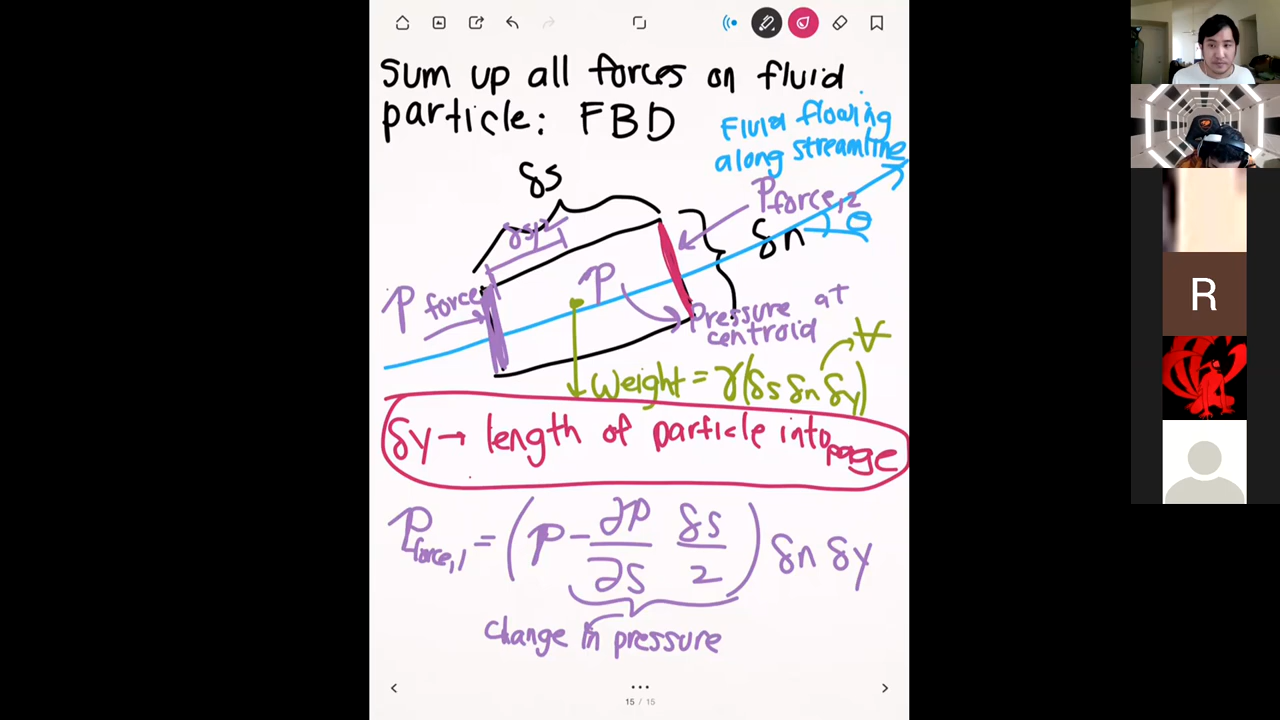 Sum up all forces on fluid
particle: FBD
Fluid flowing
along streamline
δs
P force,2
δsy
δn
θ
P force
P
Pressure at
centroid
V
Weight = γ(δs δn δy)
δy → length of particle into page
P force,1 = (P - ∂P/∂s δs/2) δn δy
change in pressure
15 / 15
R